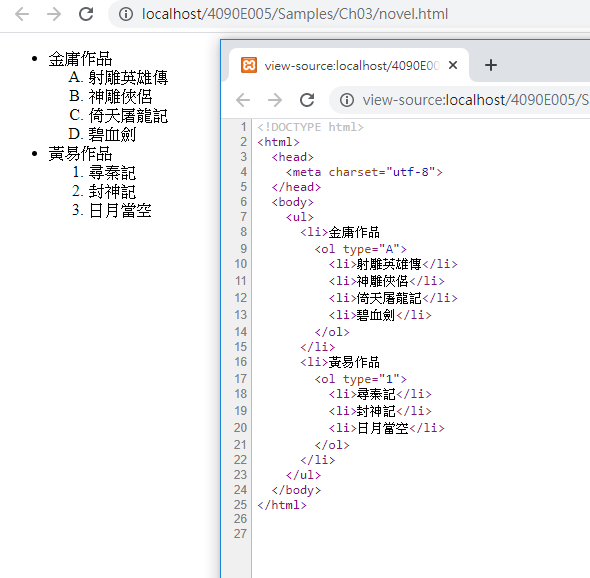 localhost/4090E005/Samples/Ch03/novel.html
金庸作品
A. 射雕英雄傳
B. 神雕俠侶
C. 倚天屠龍記
D. 碧血劍
黃易作品
1. 尋秦記
2. 封神記
3. 日月當空
view-source:localhost/4090E00
view-source:localhost/4090E005/S
1 <!DOCTYPE html>
2 <html>
3 <head>
4 <meta charset="utf-8">
5 </head>
6 <body>
7 <ul>
8 <li>金庸作品
9 <ol type="A">
10 <li>射雕英雄傳</li>
11 <li>神雕俠侶</li>
12 <li>倚天屠龍記</li>
13 <li>碧血劍</li>
14 </ol>
15 </li>
16 <li>黃易作品
17 <ol type="1">
18 <li>尋秦記</li>
19 <li>封神記</li>
20 <li>日月當空</li>
21 </ol>
22 </li>
23 </ul>
24 </body>
25 </html>
26
27